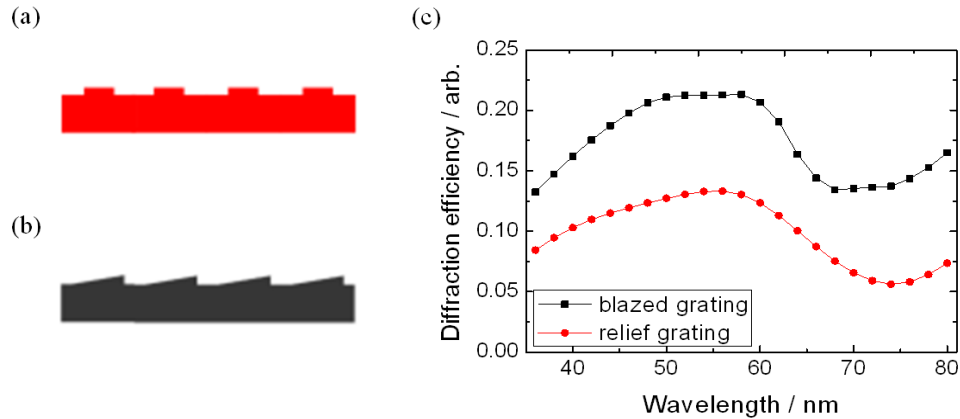 (a)
(b)
(c)
Diffraction efficiency / arb.
0.25
0.20
0.15
0.10
0.05
0.00
blazed grating
relief grating
40 50 60 70 80
Wavelength / nm